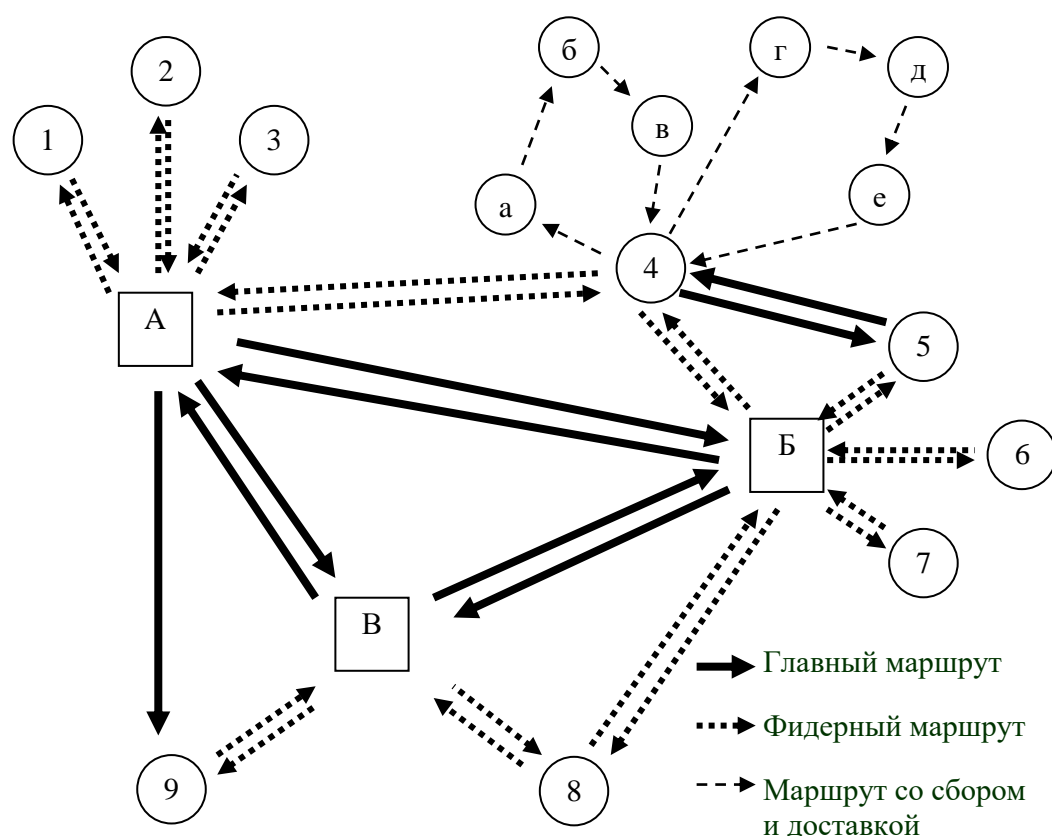 б
г
д
2
в
1
3
е
а
4
А
5
Б
6
7
В
Главный маршрут
Фидерный маршрут
9
8
Маршрут со сбором
и доставкой